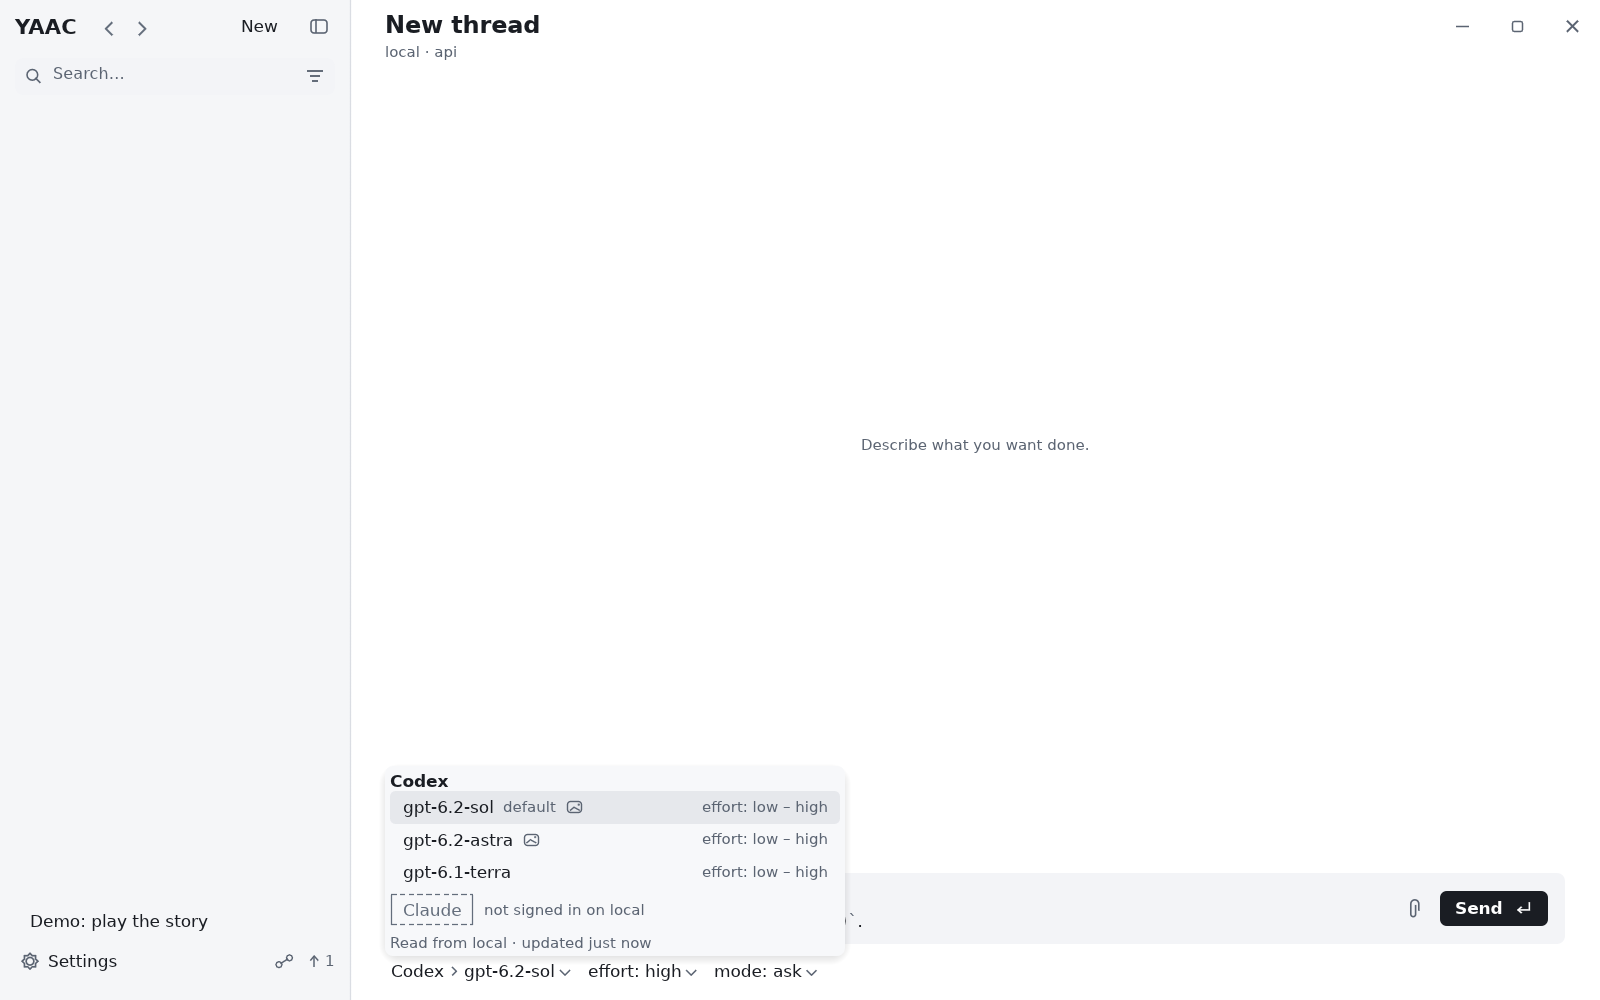 YAAC
New
Search...
New thread
local · api
Describe what you want done.
Codex
gpt-6.2-sol default effort: low – high
gpt-6.2-astra effort: low – high
gpt-6.1-terra effort: low – high
Claude not signed in on local
Read from local · updated just now
`.
Send
Codex > gpt-6.2-sol effort: high mode: ask
Demo: play the story
Settings
1